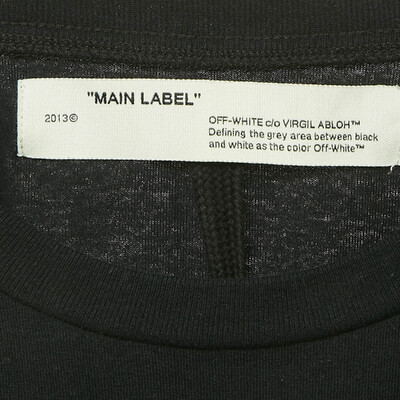 "MAIN LABEL"
2013©
OFF-WHITE c/o VIRGIL ABLOH™
Defining the grey area between black
and white as the color Off-White™